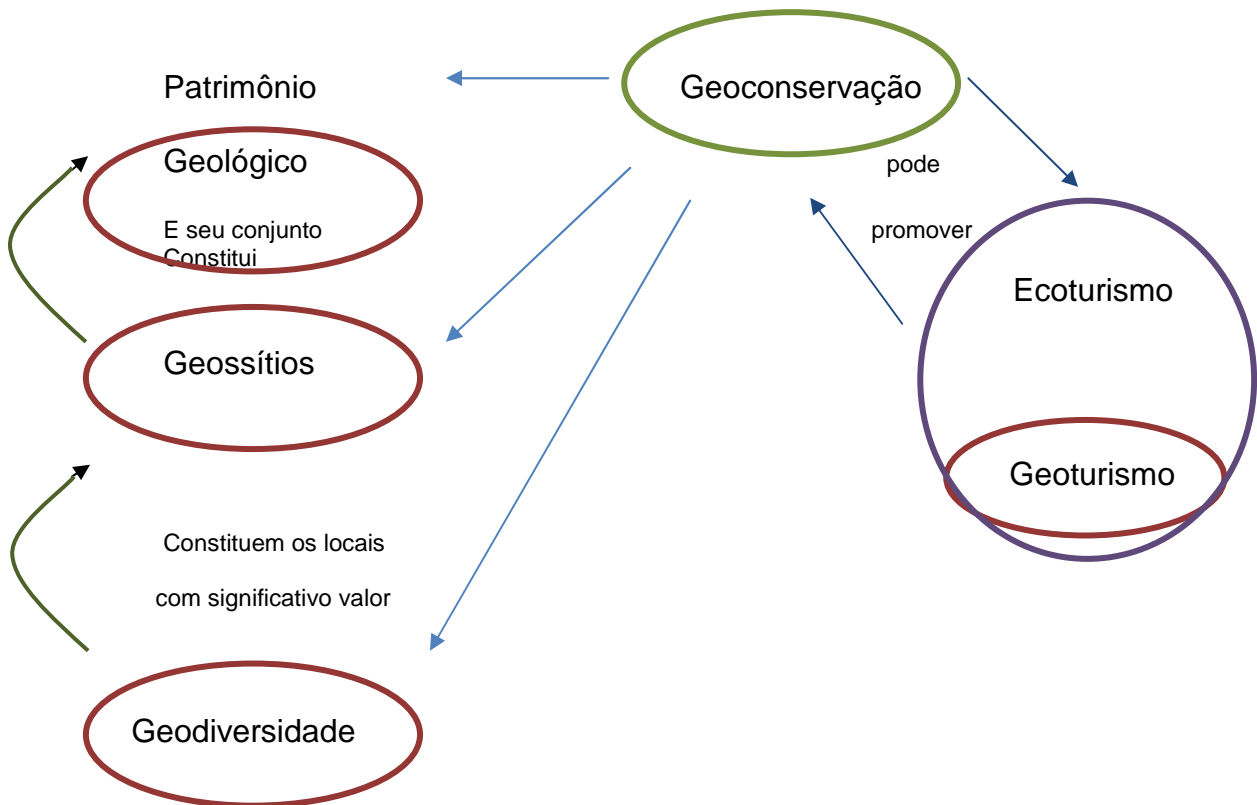 Patrimônio
Geológico
E seu conjunto
Constitui
Geossítios
Constituem os locais
com significativo valor
Geodiversidade
Geoconservação
pode
promover
Ecoturismo
Geoturismo